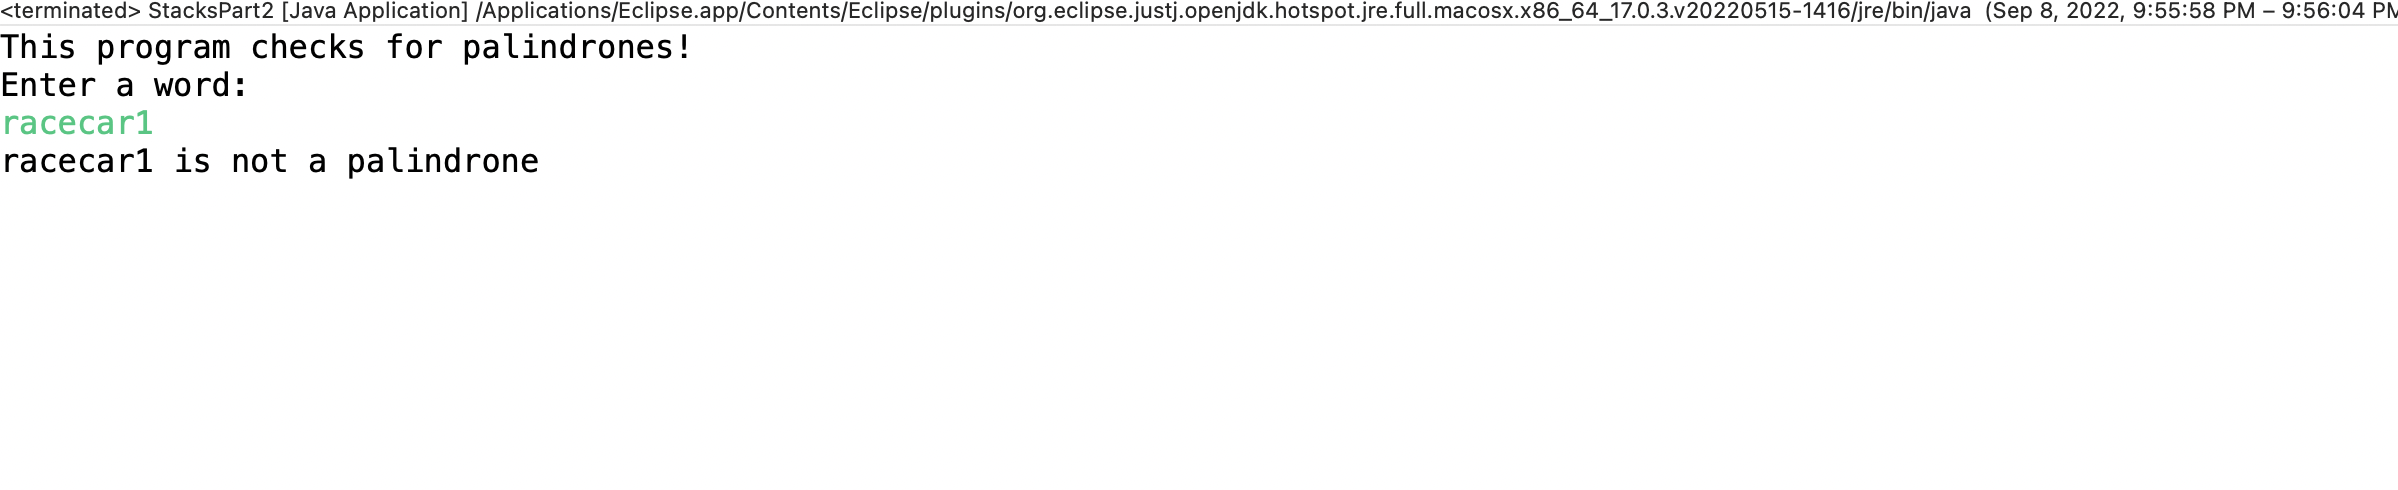 <terminated> StacksPart2 [Java Application] /Applications/Eclipse.app/Contents/Eclipse/plugins/org.eclipse.justj.openjdk.hotspot.jre.full.macosx.x86_64_17.0.3.v20220515-1416/jre/bin/java (Sep 8, 2022, 9:55:58 PM – 9:56:04 PM
This program checks for palindrones!
Enter a word:
racecar1
racecar1 is not a palindrone